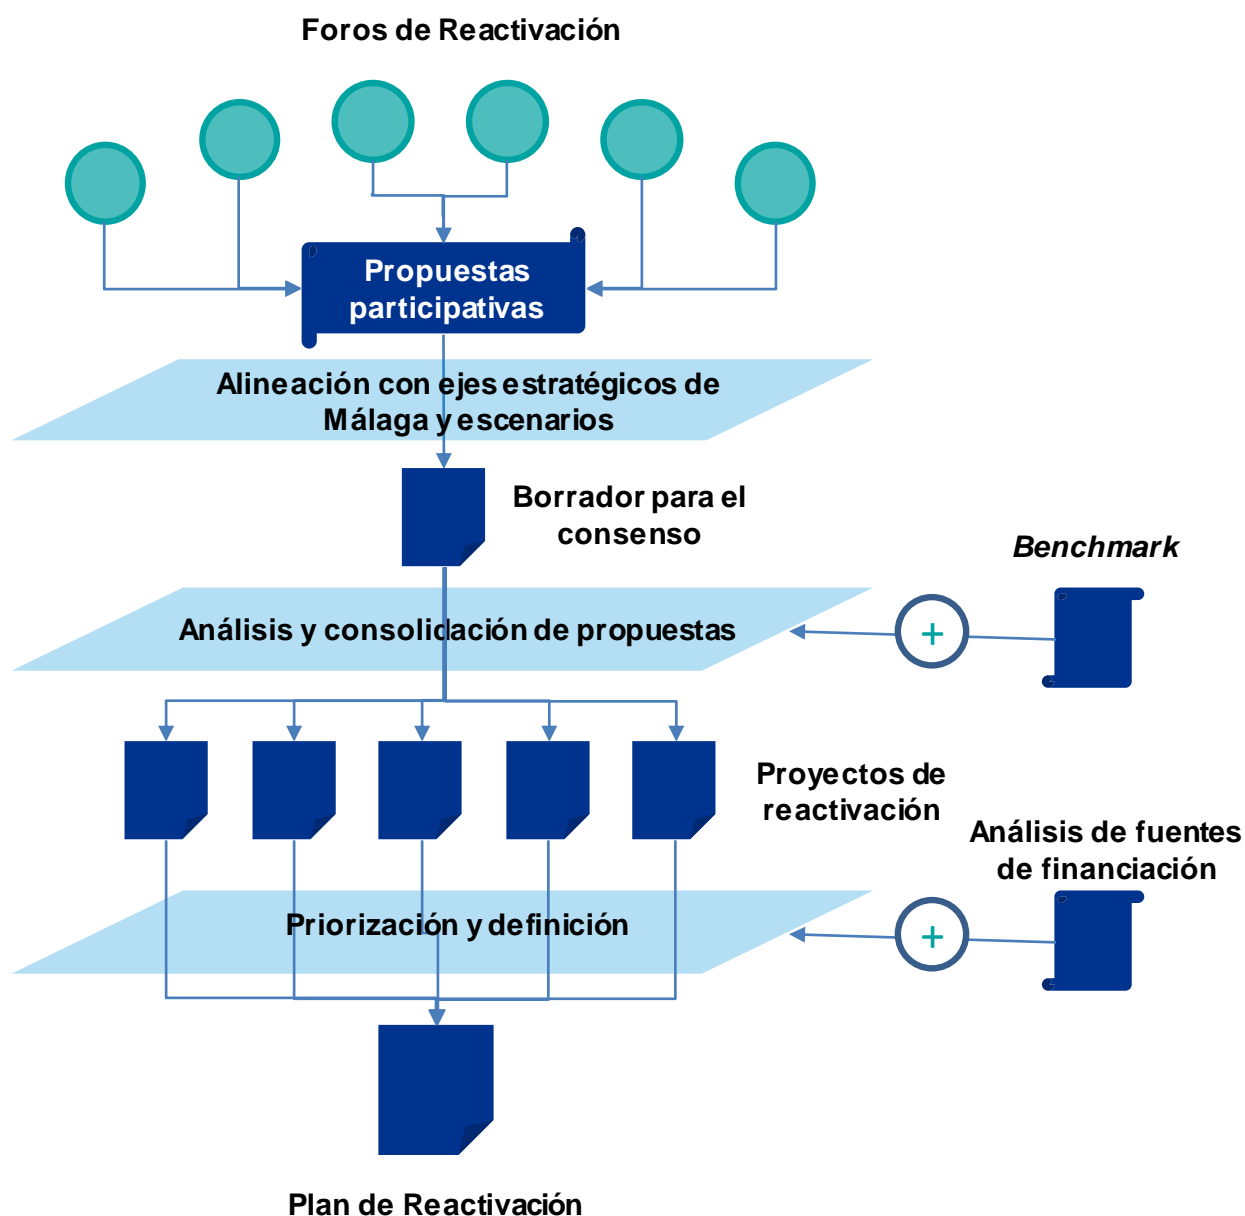 Foros de Reactivación
Propuestas
participativas
Alineación con ejes estratégicos de
Málaga y escenarios
Borrador para el
consenso
Benchmark
Análisis y consolidación de propuestas
+
Proyectos de
reactivación
Análisis de fuentes
de financiación
Priorización y definición
+
Plan de Reactivación